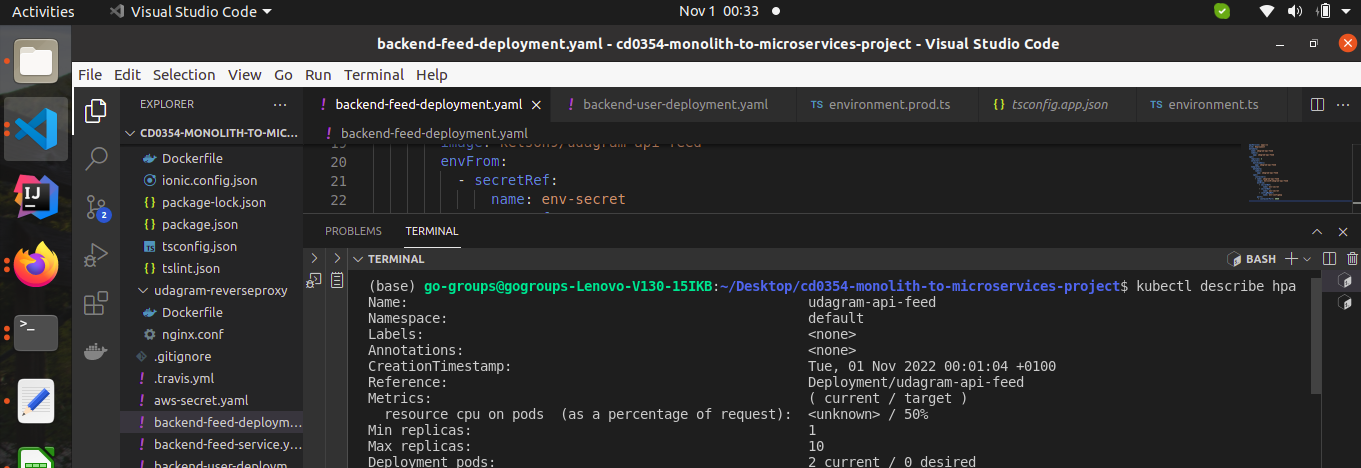 Activities
Visual Studio Code
Nov 1 00:33
backend-feed-deployment.yaml - cd0354-monolith-to-microservices-project - Visual Studio Code
File Edit Selection View Go Run Terminal Help
EXPLORER
CD0354-MONOLITH-TO-MIC...
Dockerfile
ionic.config.json
package-lock.json
package.json
tsconfig.json
tslint.json
udagram-reverseproxy
Dockerfile
nginx.conf
.gitignore
.travis.yml
aws-secret.yaml
backend-feed-deploym...
backend-feed-service.y...
backend-user-deploym...
2
backend-feed-deployment.yaml
backend-user-deployment.yaml
TS environment.prod.ts
tsconfig.app.json
TS environment.ts
backend-feed-deployment.yaml
19 image: kelsons/udagram-api-feed
20 envFrom:
21 - secretRef:
22 name: env-secret
PROBLEMS TERMINAL
TERMINAL
BASH
(base) go-groups@gogroups-Lenovo-V130-15IKB:~/Desktop/cd0354-monolith-to-microservices-project$ kubectl describe hpa
Name: udagram-api-feed
Namespace: default
Labels: <none>
Annotations: <none>
CreationTimestamp: Tue, 01 Nov 2022 00:01:04 +0100
Reference: Deployment/udagram-api-feed
Metrics: ( current / target )
resource cpu on pods (as a percentage of request): <unknown> / 50%
Min replicas: 1
Max replicas: 10
Deployment pods: 2 current / 0 desired